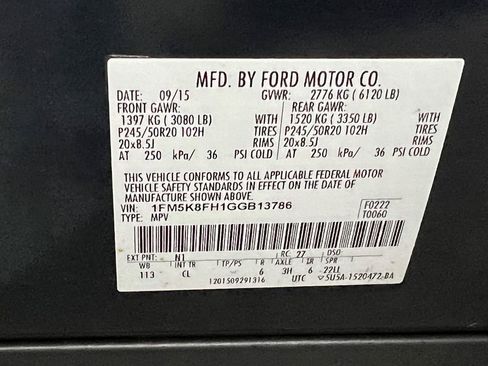 MFD. BY FORD MOTOR CO.
DATE: 09/15 GVWR: 2776 KG ( 6120 LB)
FRONT GAWR: REAR GAWR:
1397 KG ( 3080 LB) WITH 1520 KG ( 3350 LB) WITH
P245/50R20 102H TIRES P245/50R20 102H TIRES
20x8.5J RIMS 20x8.5J RIMS
AT 250 kPa/ 36 PSI COLD AT 250 kPa/ 36 PSI COLD
THIS VEHICLE CONFORMS TO ALL APPLICABLE FEDERAL MOTOR
VEHICLE SAFETY STANDARDS IN EFFECT ON THE DATE OF
MANUFACTURE SHOWN ABOVE.
VIN: 1FM5K8FH1GGB13786 F0222
TYPE: MPV T0060
EXT PNT: N1 RC: 27 DSO:
WB INT TR TP/PS R AXLE TR SPR
113 CL 6 3H 6 22LL
1201509291316 UTC 5U5A-1520472-BA